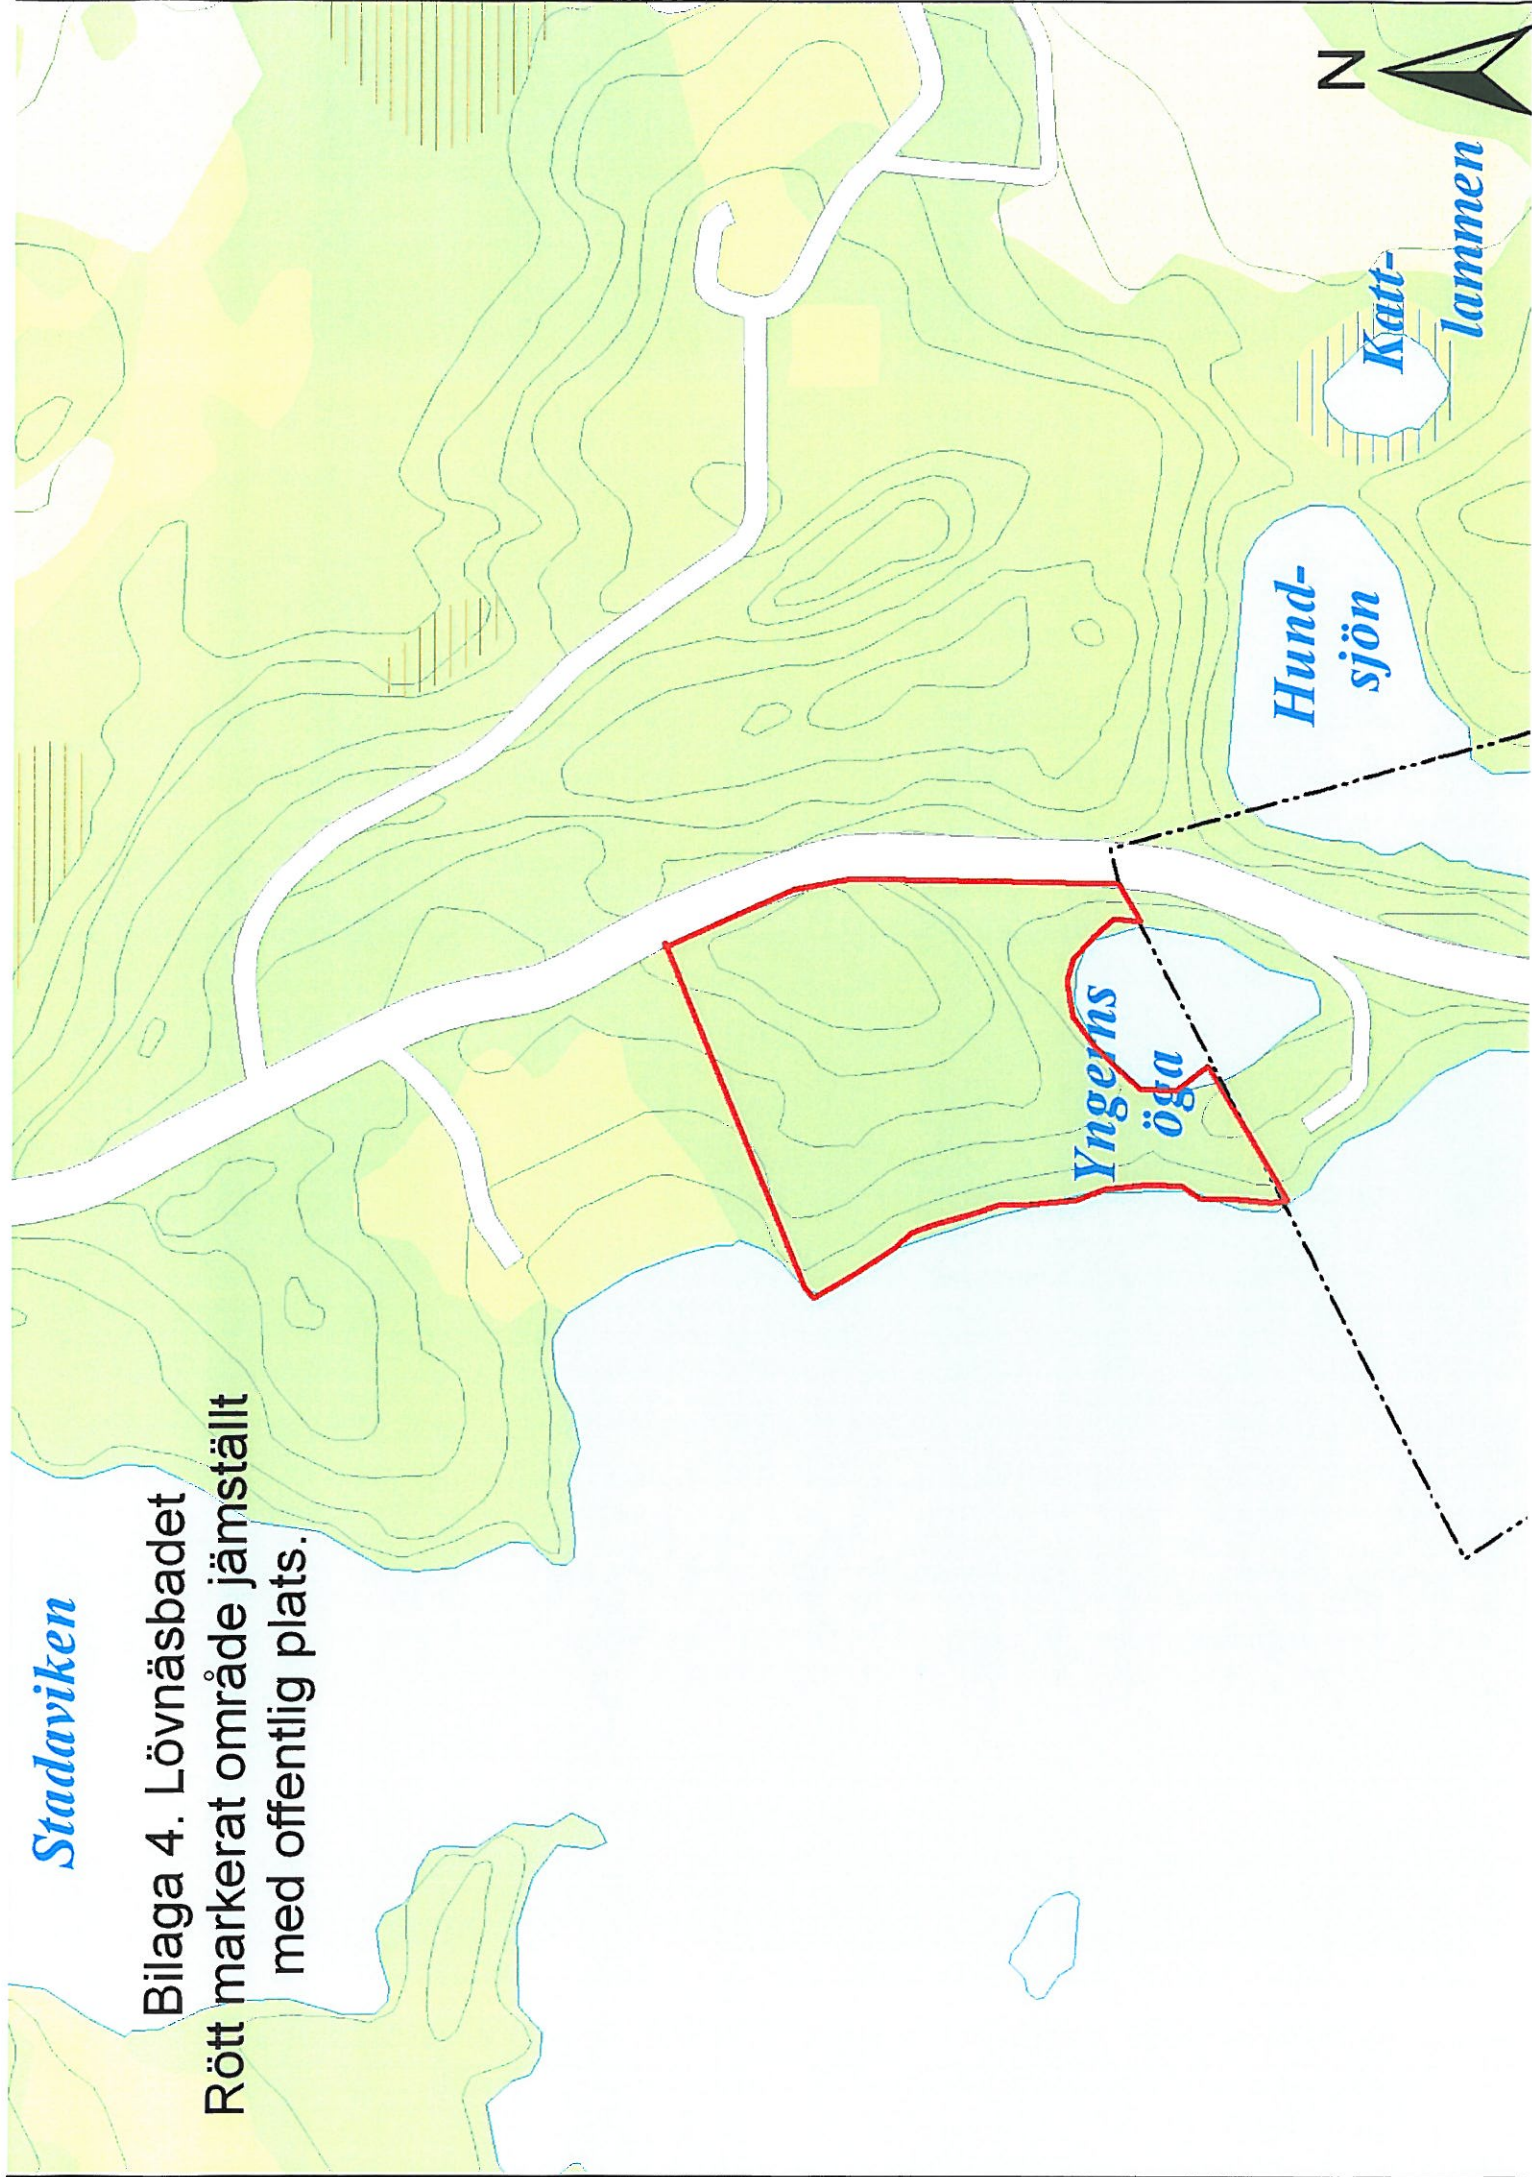 Stadaviken
Bilaga 4. Lövnäsbadet
Rött markerat område jämställt
med offentlig plats.
Yngerns
öga
Hund-
sjön
Katt-
lammen
N